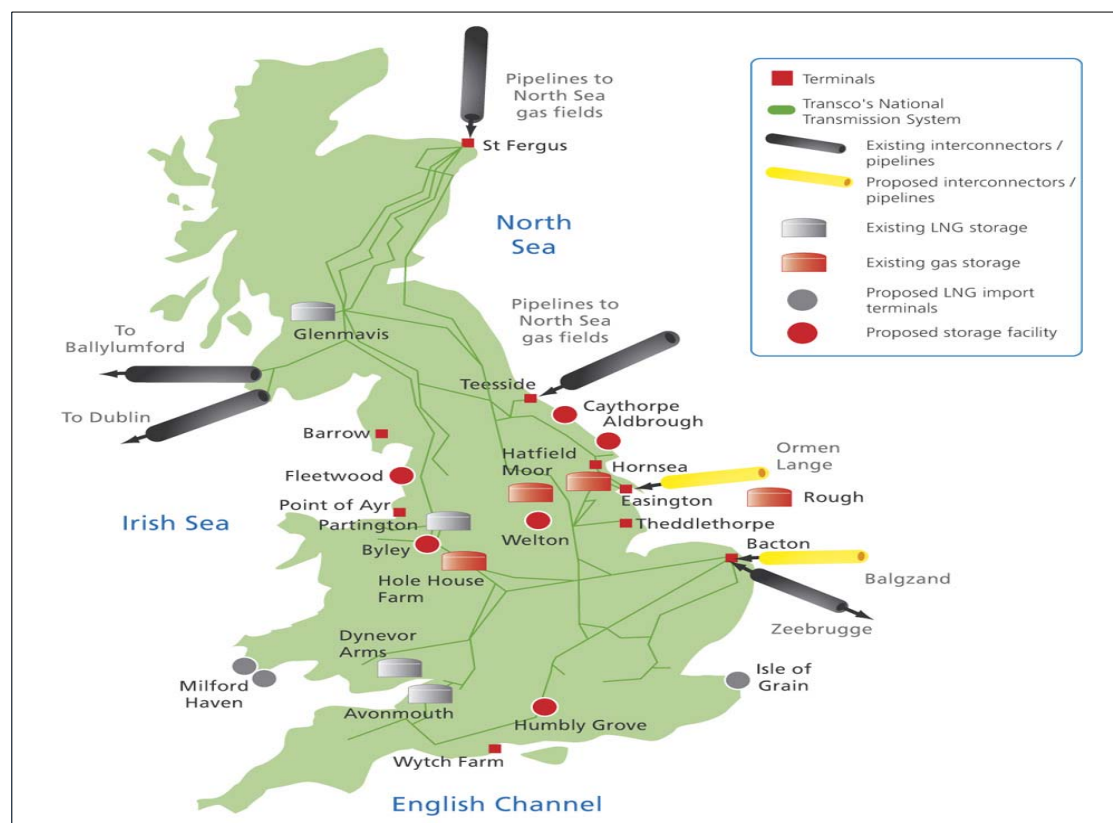 Pipelines to
North Sea
gas fields
St Fergus
North
Sea
Glenmavis
To
Ballylumford
To Dublin
Pipelines to
North Sea
gas fields
Teesside
Caythorpe
Aldbrough
Barrow
Hatfield
Moor
Hornsea
Ormen
Lange
Fleetwood
Easington
Rough
Point of Ayr
Irish Sea
Partington
Theddlethorpe
Welton
Byley
Bacton
Hole House
Farm
Balgzand
Zeebrugge
Dynevor
Arms
Milford
Haven
Isle of
Grain
Avonmouth
Humbly Grove
Wytch Farm
English Channel
Terminals
Transco's National
Transmission System
Existing interconnectors /
pipelines
Proposed interconnectors /
pipelines
Existing LNG storage
Existing gas storage
Proposed LNG import
terminals
Proposed storage facility